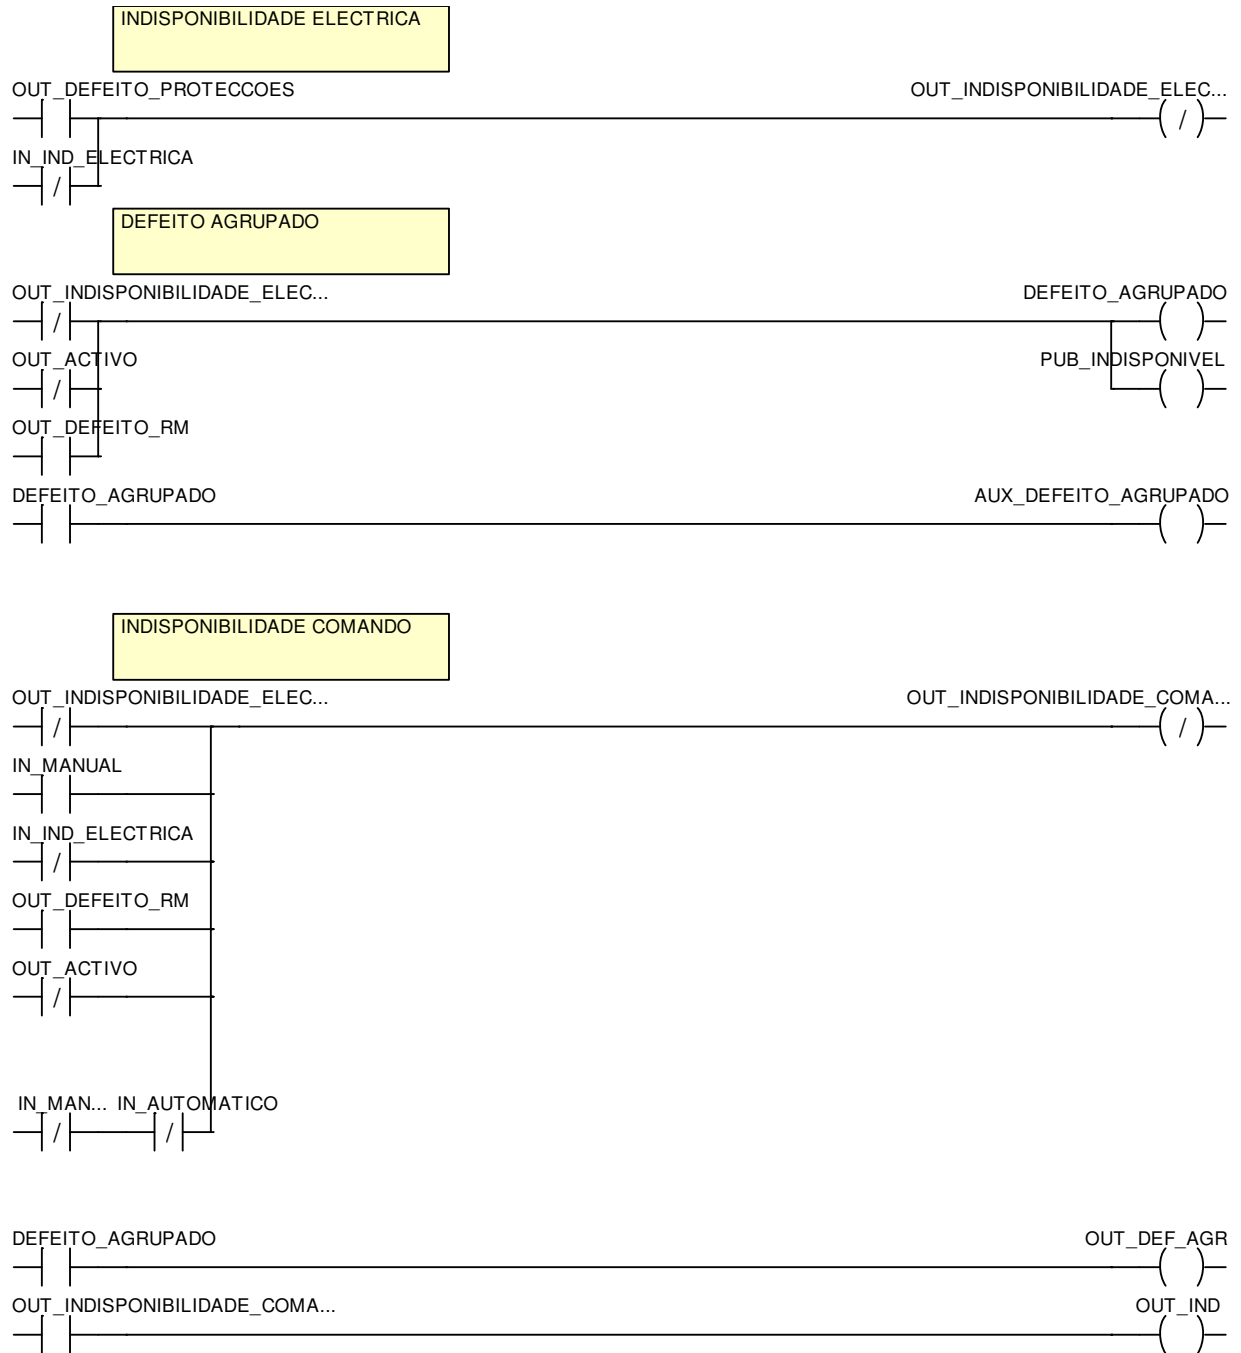 INDISPONIBILIDADE ELECTRICA
OUT_DEFEITO_PROTECCOES
OUT_INDISPONIBILIDADE_ELEC...
IN_IND_ELECTRICA
DEFEITO AGRUPADO
OUT_INDISPONIBILIDADE_ELEC...
DEFEITO_AGRUPADO
OUT_ACTIVO
PUB_INDISPONIVEL
OUT_DEFEITO_RM
DEFEITO_AGRUPADO
AUX_DEFEITO_AGRUPADO
INDISPONIBILIDADE COMANDO
OUT_INDISPONIBILIDADE_ELEC...
OUT_INDISPONIBILIDADE_COMA...
IN_MANUAL
IN_IND_ELECTRICA
OUT_DEFEITO_RM
OUT_ACTIVO
IN_MAN... IN_AUTOMATICO
DEFEITO_AGRUPADO
OUT_DEF_AGR
OUT_INDISPONIBILIDADE_COMA...
OUT_IND